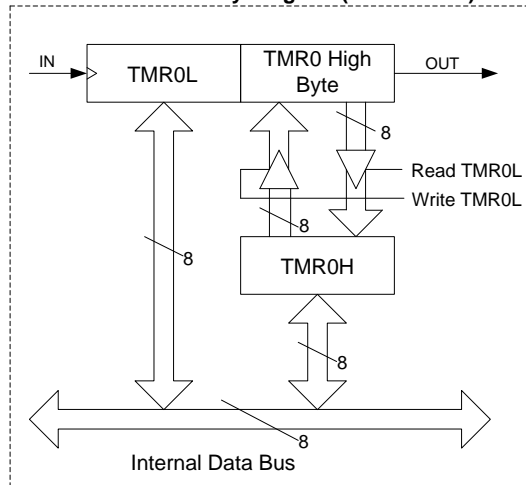 IN
TMR0L
TMR0 High
Byte
OUT
8
Read TMR0L
Write TMR0L
8
8
TMR0H
8
8
Internal Data Bus